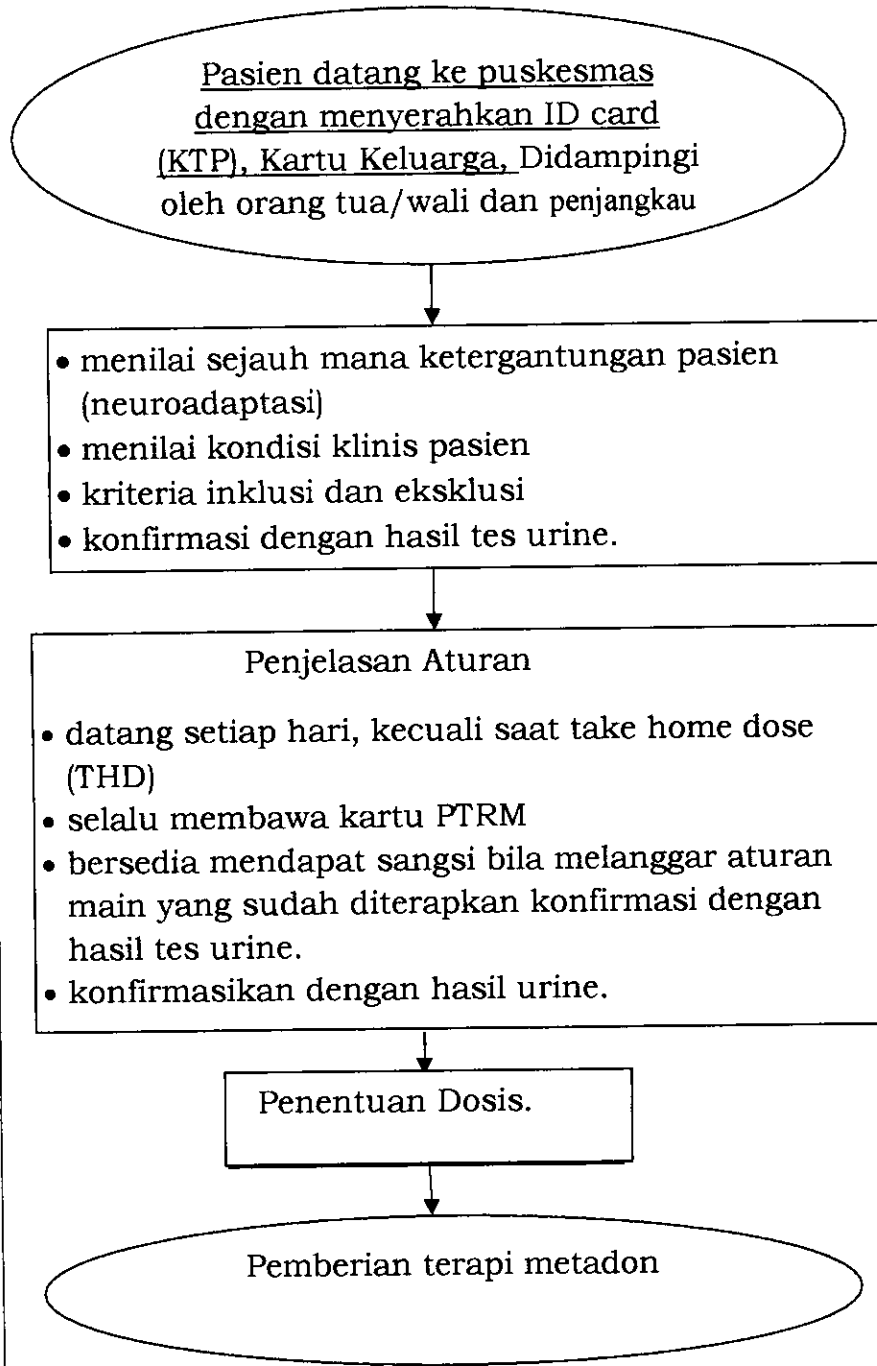 Pasien datang ke puskesmas
dengan menyerahkan ID card
(KTP), Kartu Keluarga, Didampingi
oleh orang tua/wali dan penjangkau
• menilai sejauh mana ketergantungan pasien
(neuroadaptasi)
• menilai kondisi klinis pasien
• kriteria inklusi dan eksklusi
• konfirmasi dengan hasil tes urine.
Penjelasan Aturan
• datang setiap hari, kecuali saat take home dose
(THD)
• selalu membawa kartu PTRM
• bersedia mendapat sangsi bila melanggar aturan
main yang sudah diterapkan konfirmasi dengan
hasil tes urine.
• konfirmasikan dengan hasil urine.
Penentuan Dosis.
Pemberian terapi metadon